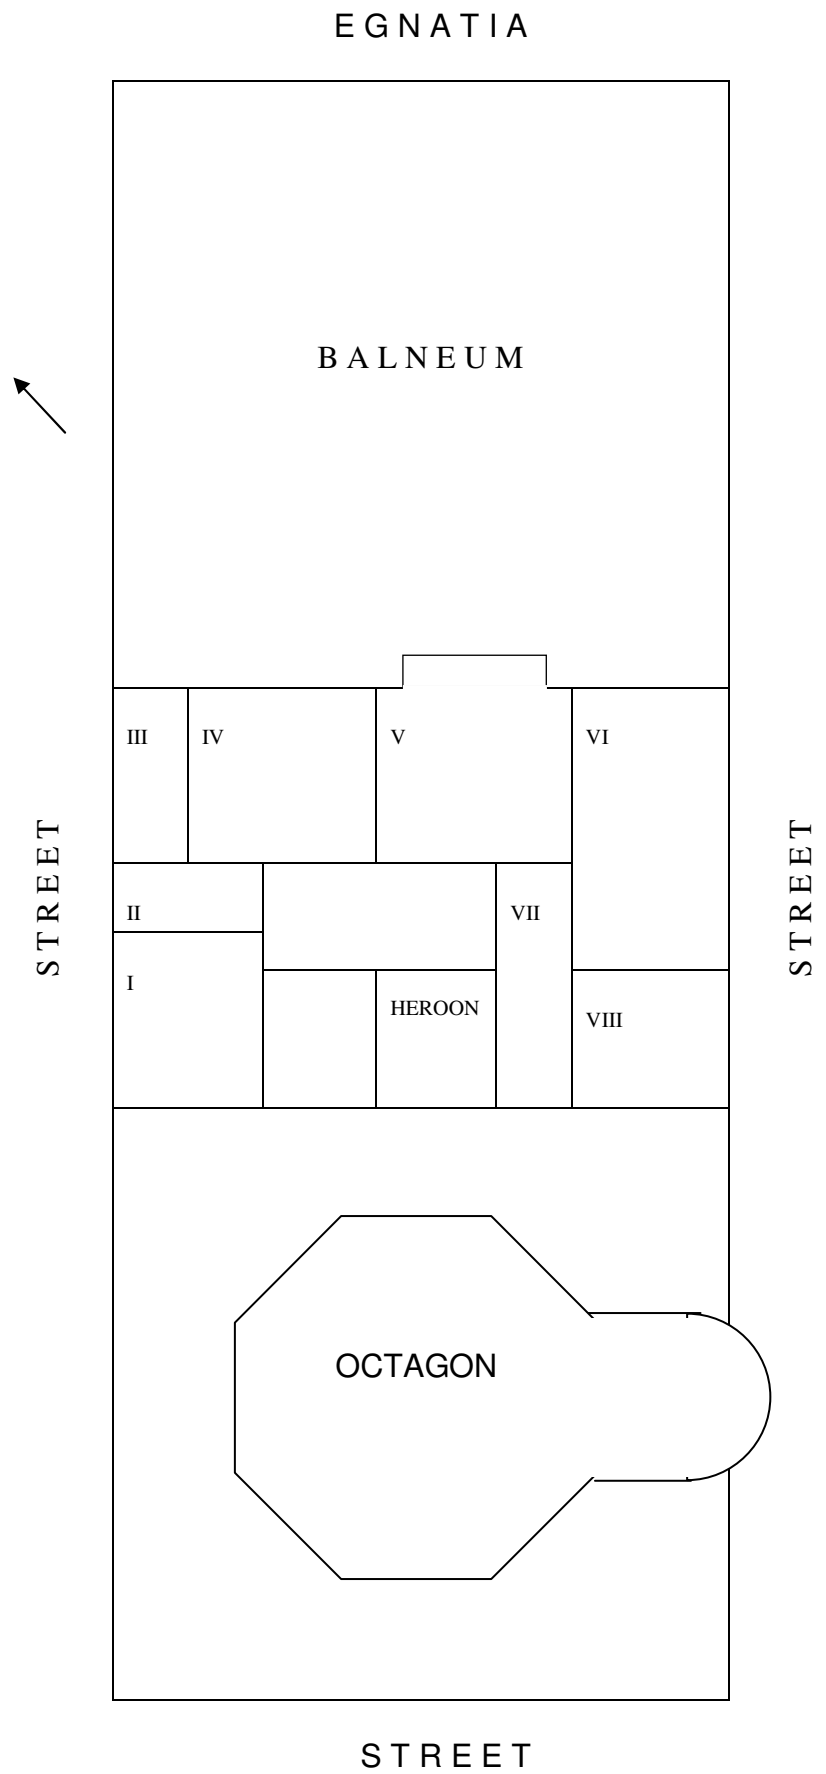 EGNATIA
BALNEUM
III
IV
V
VI
STREET
STREET
II
VII
I
HEROON
VIII
OCTAGON
STREET